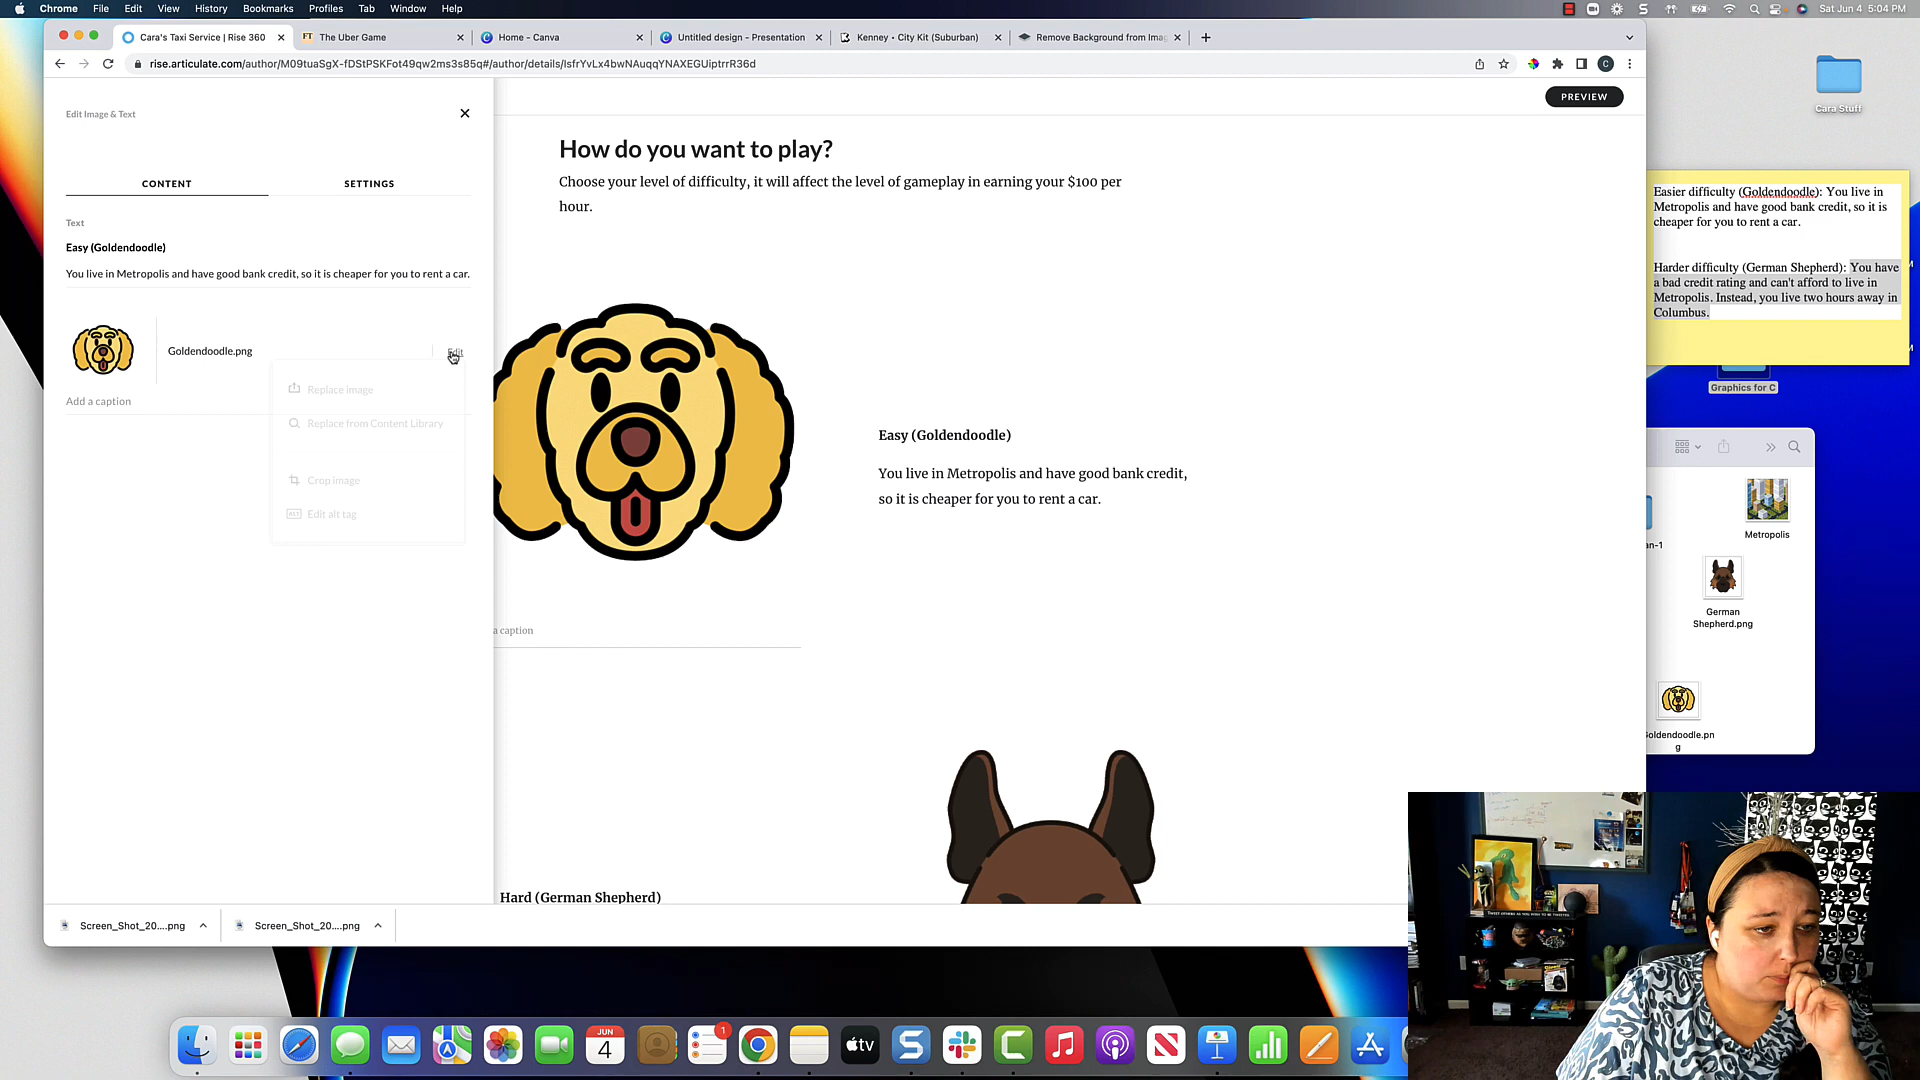 Chrome File Edit View History Bookmarks Profiles Tab Window Help
Sat Jun 4 5:04 PM
Cara's Taxi Service | Rise 360
FT The Uber Game
Home - Canva
Untitled design - Presentation
Kenney • City Kit (Suburban)
Remove Background from Ima
rise.articulate.com/author/M09tuaSgX-fDStPSKFot49qw2ms3s85q#/author/details/IsfrYvLx4bwNAuqqYNAXEGUiptrrR36d
C
Edit Image & Text
PREVIEW
CONTENT
SETTINGS
Text
Easy (Goldendoodle)
You live in Metropolis and have good bank credit, so it is cheaper for you to rent a car.
Goldendoodle.png
Edit
Add a caption
Replace image
Replace from Content Library
Crop image
ALT Edit alt tag
How do you want to play?
Choose your level of difficulty, it will affect the level of gameplay in earning your $100 per
hour.
Easy (Goldendoodle)
You live in Metropolis and have good bank credit,
so it is cheaper for you to rent a car.
a caption
Hard (German Shepherd)
Screen_Shot_20....png
Screen_Shot_20....png
Cara Stuff
Easier difficulty (Goldendoodle): You live in
Metropolis and have good bank credit, so it is
cheaper for you to rent a car.
Harder difficulty (German Shepherd): You have
a bad credit rating and can't afford to live in
Metropolis. Instead, you live two hours away in
Columbus.
Graphics for C
an-1
Metropolis
German
Shepherd.png
Goldendoodle.pn
g
JUN
4
1
tv